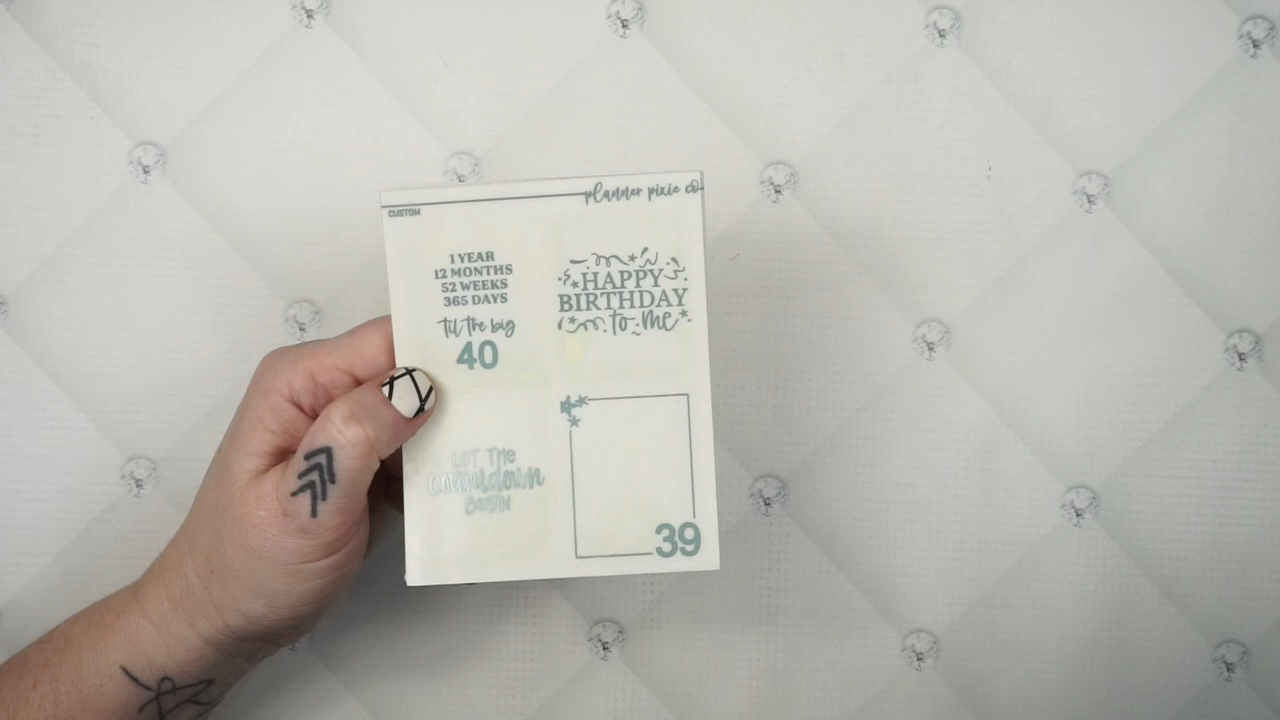 planner pixie co
CUSTOM
1 YEAR
12 MONTHS
52 WEEKS
365 DAYS
til the big
40
HAPPY
BIRTHDAY
to me
LET THE
countdown
BEGIN
39